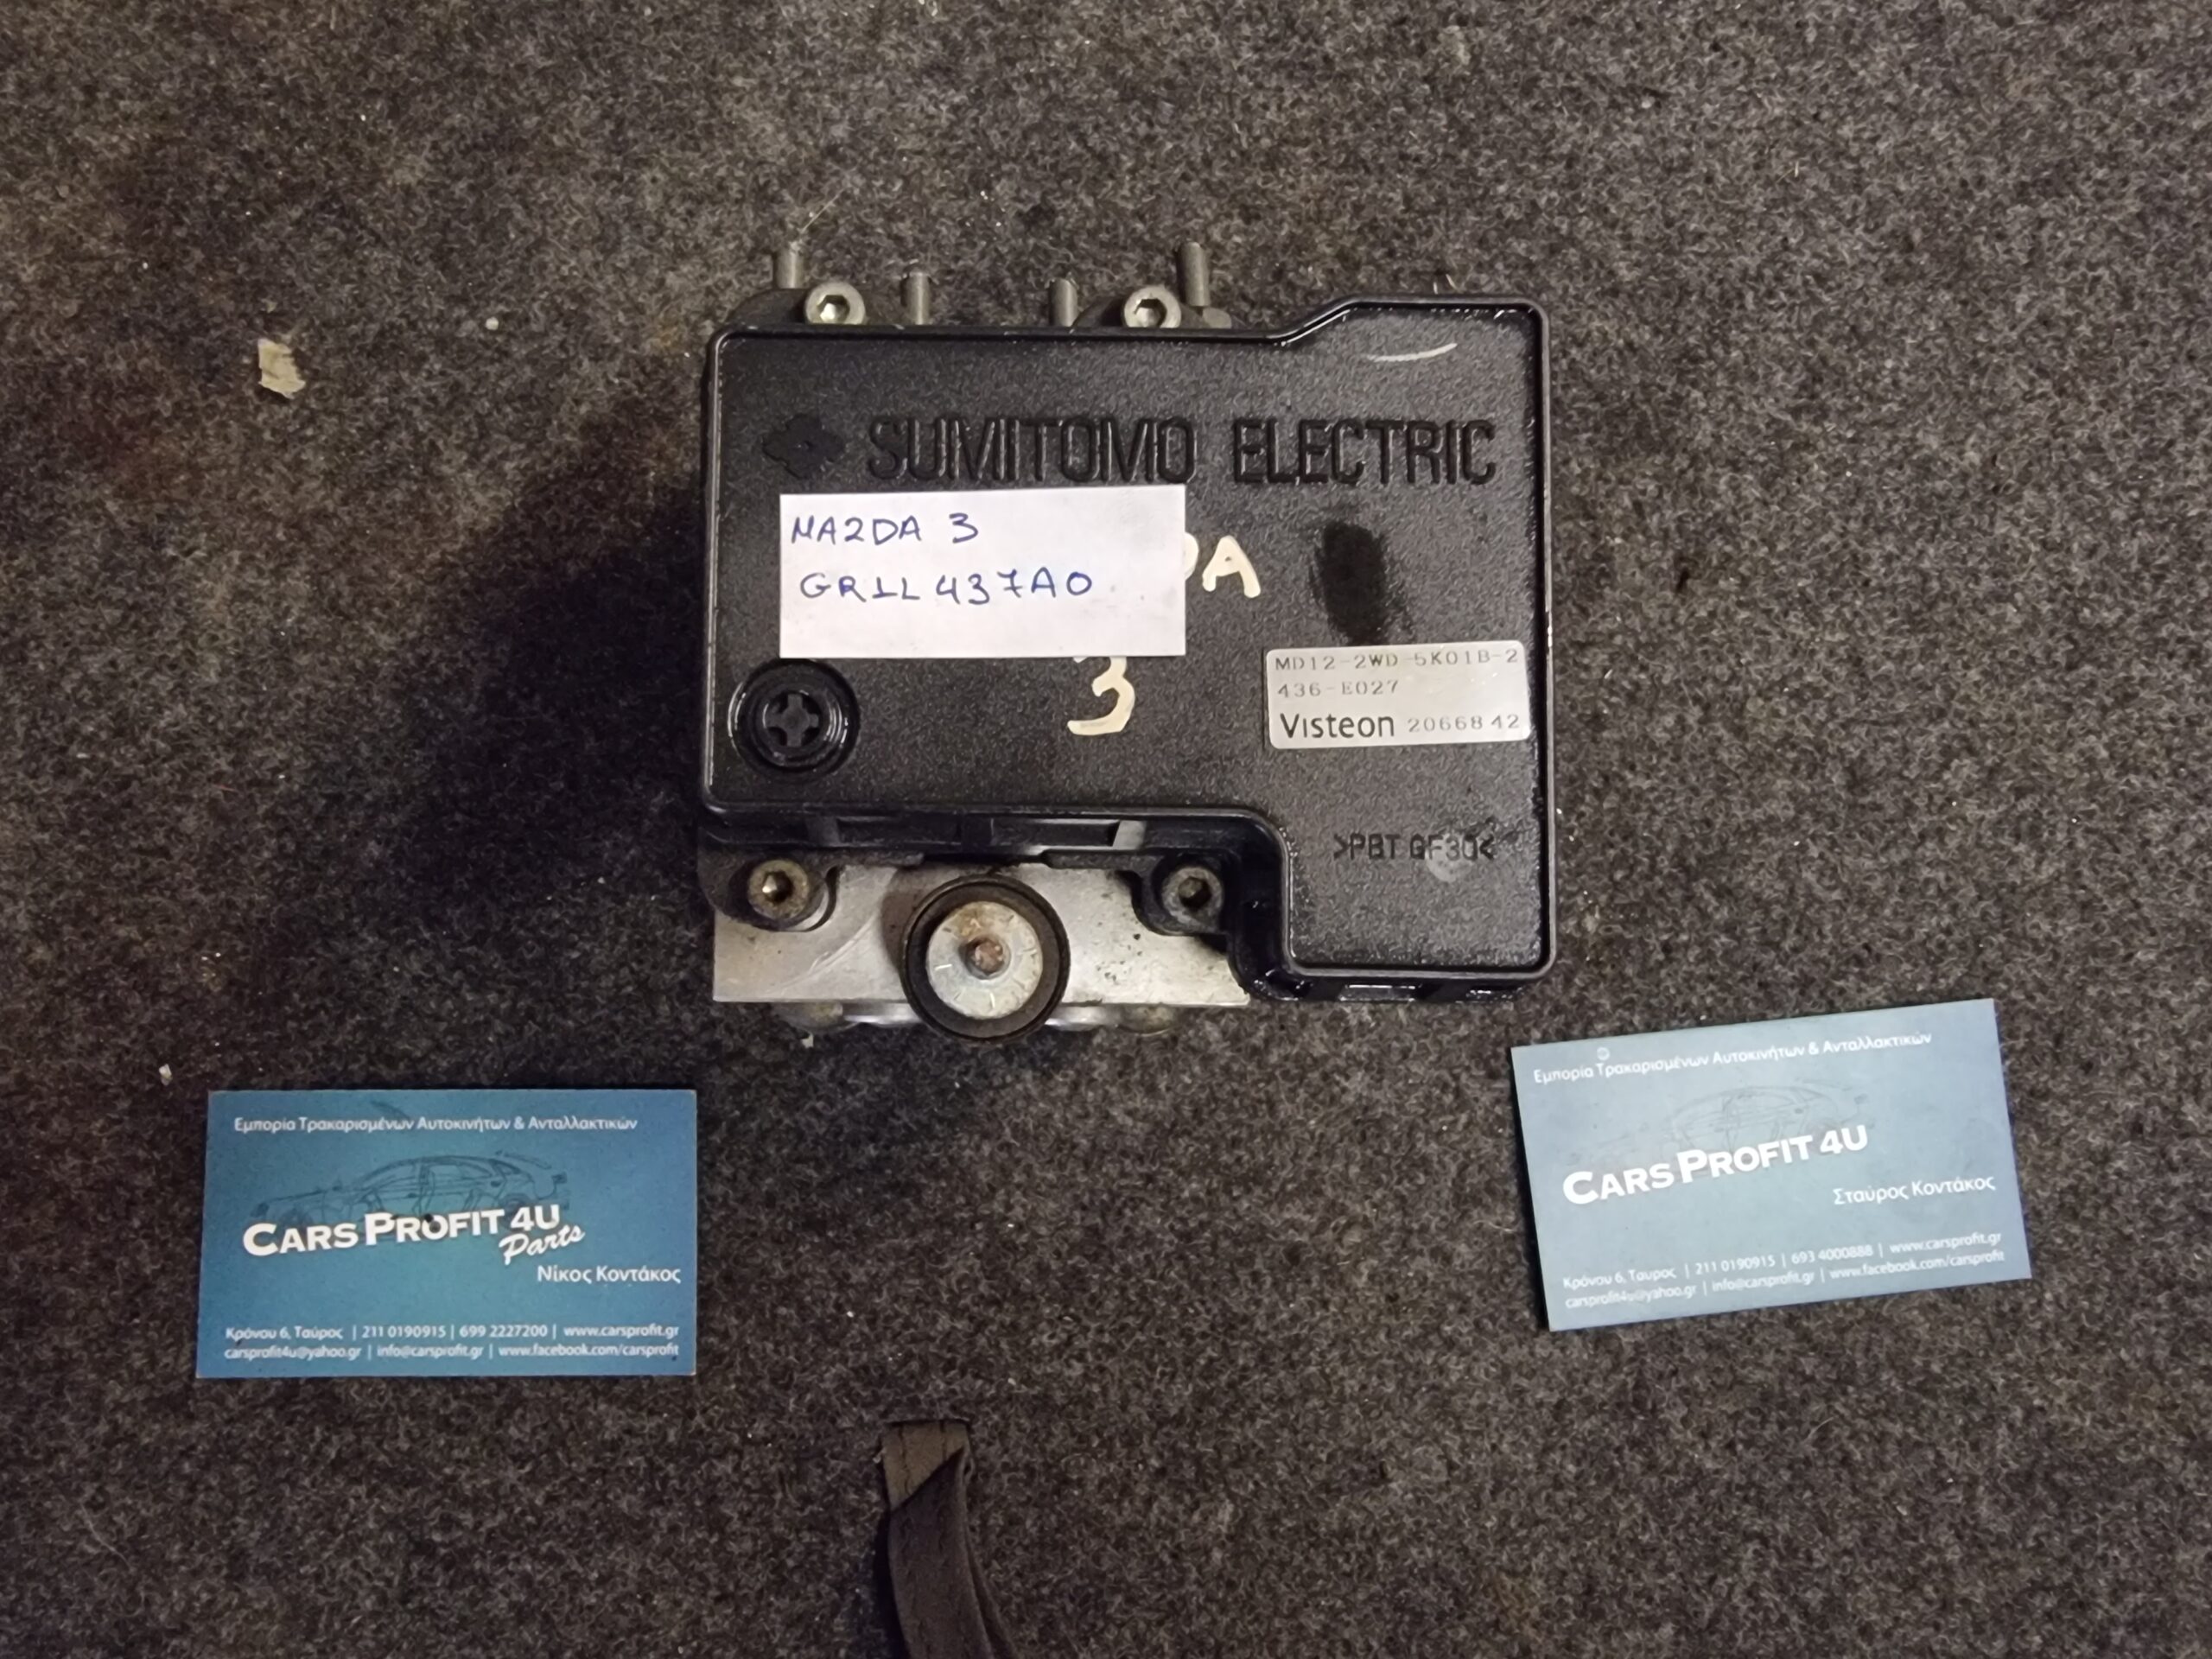 SUMITOMO ELECTRIC
MA2DA 3
GR1L 437A0
DA
3
MD12-2WD 5K01B-2
436-E027
Visteon 2066842
>PBT GF30<
Εμπορία Τρακαρισμένων Αυτοκινήτων & Ανταλλακτικών
CARS PROFIT 4U
Parts
Νίκος Κοντάκος
Κρόνου 6, Ταύρος | 211 0190915 | 699 2227200 | www.carsprofit.gr
carsprofit4u@yahoo.gr | info@carsprofit.gr | www.facebook.com/carsprofit
Εμπορία Τρακαρισμένων Αυτοκινήτων & Ανταλλακτικών
CARS PROFIT 4U
Σταύρος Κοντάκος
Κρόνου 6, Ταύρος | 211 0190915 | 693 4000888 | www.carsprofit.gr
carsprofit4u@yahoo.gr | info@carsprofit.gr | www.facebook.com/carsprofit